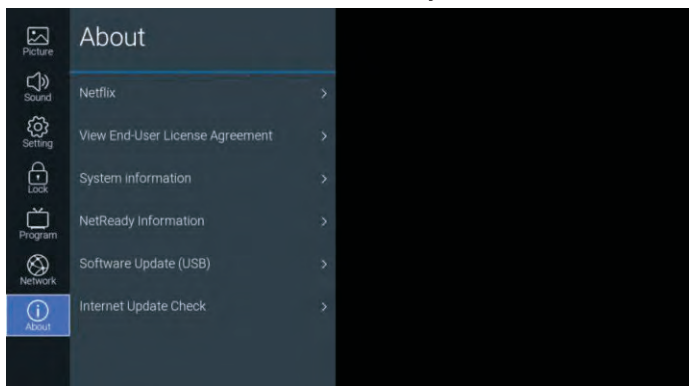 Picture
Sound
Setting
Lock
Program
Network
About
About
Netflix
View End-User License Agreement
System information
NetReady Information
Software Update (USB)
Internet Update Check